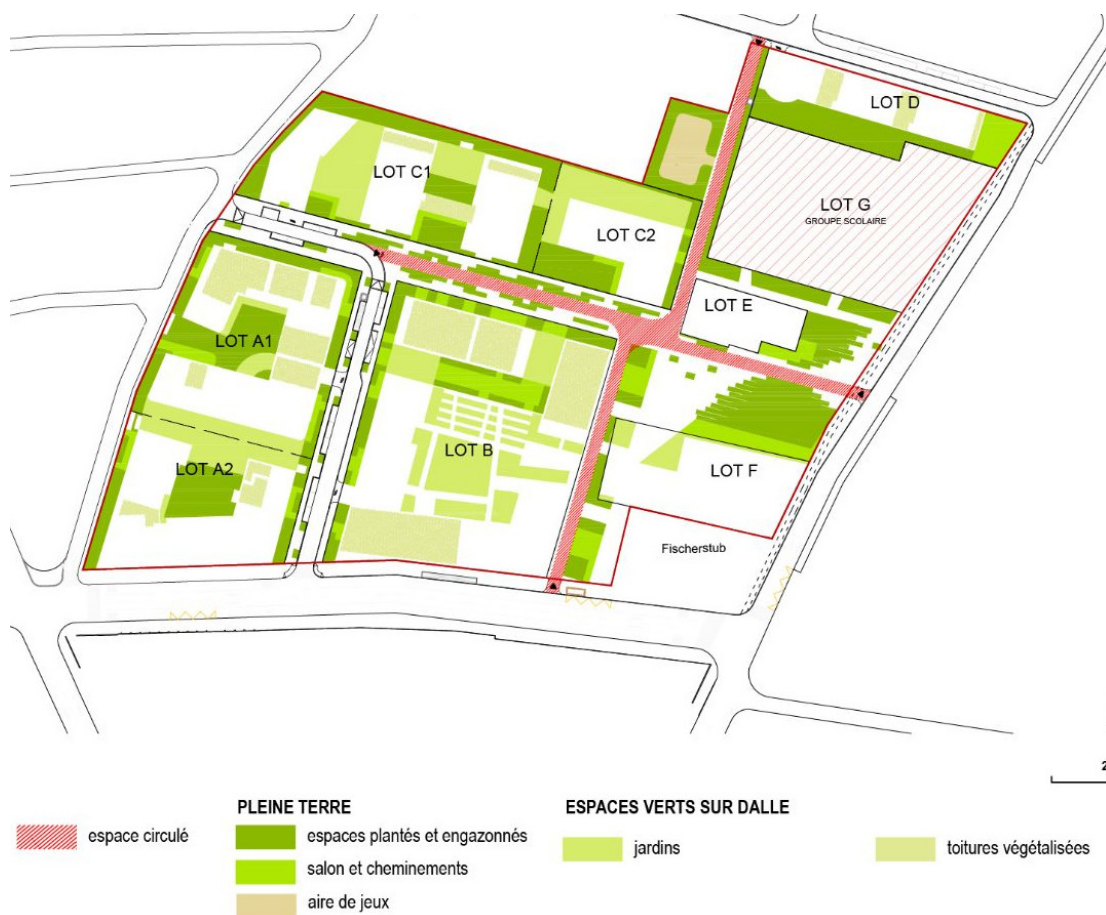 LOT D
LOT C1
LOT G
GROUPE SCOLAIRE
LOT C2
LOT E
LOT A1
LOT B
LOT A2
LOT F
Fischerstub
2
PLEINE TERRE
ESPACES VERTS SUR DALLE
espace circulé
espaces plantés et engazonnés
jardins
toitures végétalisées
salon et cheminements
aire de jeux